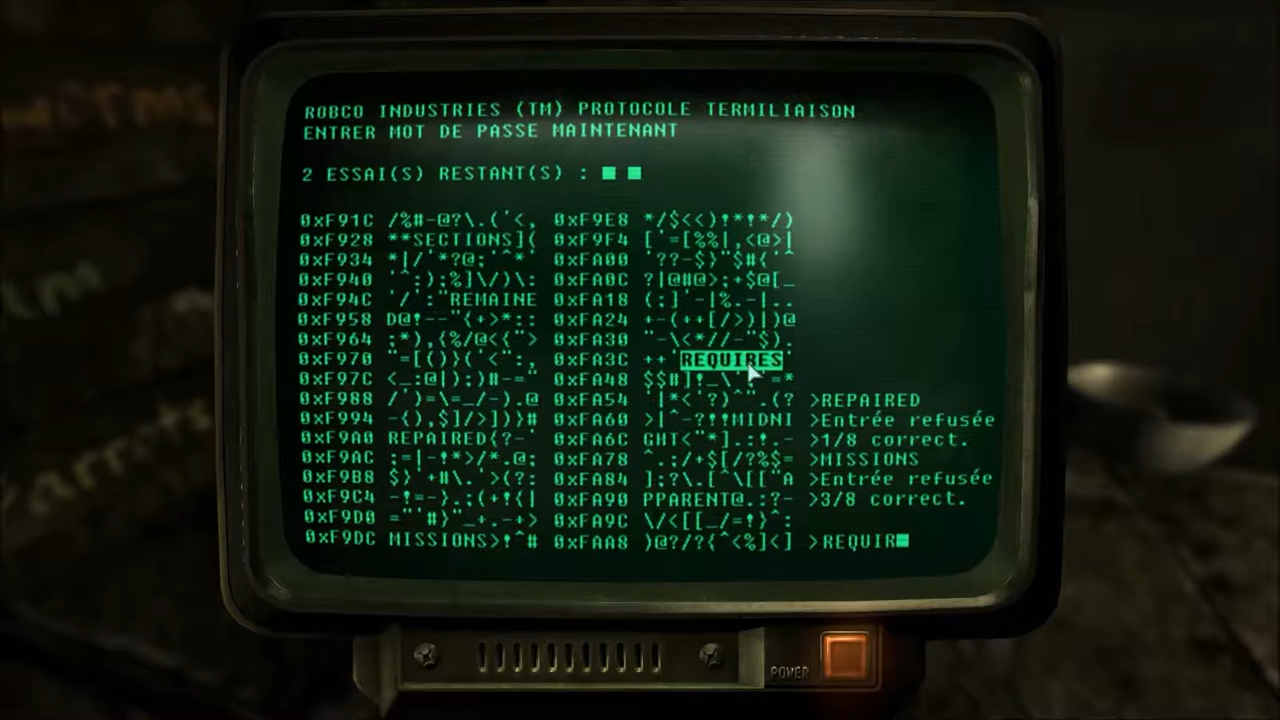 ROBCO INDUSTRIES (TM) PROTOCOLE TERMILIAISON
ENTRER MOT DE PASSE MAINTENANT
2 ESSAI(S) RESTANT(S) : ■ ■
0xF91C /%#-@?\.('<,
0xF928 **SECTIONS](
0xF934 *|/'*?@;'^*'
0xF940 '^:);%]\/)\:
0xF94C '/':"REMAINE
0xF958 D@!--"{+>*::
0xF964 :*),{%/@<{">
0xF970 "=[()}('<":,
0xF97C <_:@|):)#-="
0xF988 /')=\=_/-).@
0xF994 -{),$]/>])}#
0xF9A0 REPAIRED{?-'
0xF9AC ;=|-!*>/*.@;
0xF9B8 $}'+#\.`>(?:
0xF9C4 -!=-}.:(+!{|
0xF9D0 ="'#}"_+.-+>
0xF9DC MISSIONS>!^#
0xF9E8 */$<<)!*!*/)
0xF9F4 ['=[%%|,<@>|
0xFA00 '??-$}"$#{'^
0xFA0C ?|@#@>;+$@[_
0xFA18 (:]'-|%.-|..
0xFA24 +-(++[/>)|)@
0xFA30 "-\<*//-"$).
0xFA3C ++'REQUIRES'
0xFA48 $$#]!_\';'=*
0xFA54 '|*<'?)^".(?
0xFA60 >|^-?!!MIDNI
0xFA6C GHT<"*].:!.-
0xFA78 ^.;/+$[/?%$=
0xFA84 ];?\.[^\[["A
0xFA90 PPARENT@.:?-
0xFA9C \/<[[_/=!}^:
0xFAA8 )@?/?{^<%]<]
>REPAIRED
>Entrée refusée
>1/8 correct.
>MISSIONS
>Entrée refusée
>3/8 correct.
>REQUIR■
POWER